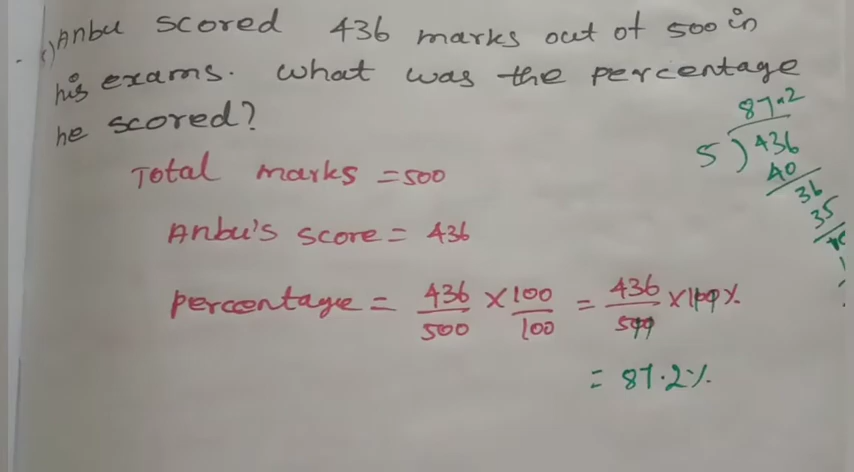 1) Anbu scored 436 marks out of 500 in
his exams. What was the percentage
he scored?
Total marks = 500
Anbu's score = 436
percentage = 436/500 × 100/100 = 436/500 × 100%
= 87.2%
87.2
5 ) 436
40
36
35